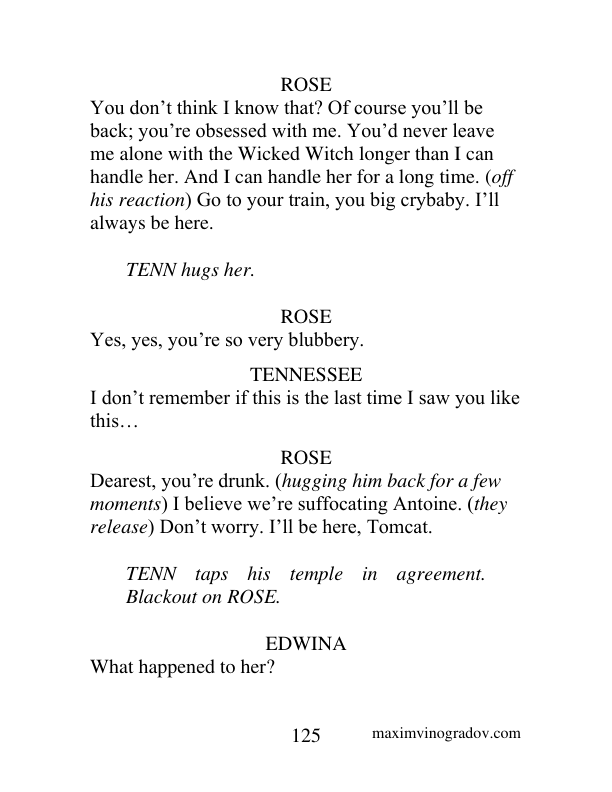 ROSE
You don’t think I know that? Of course you’ll be
back; you’re obsessed with me. You’d never leave
me alone with the Wicked Witch longer than I can
handle her. And I can handle her for a long time. (off
his reaction) Go to your train, you big crybaby. I’ll
always be here.
TENN hugs her.
ROSE
Yes, yes, you’re so very blubbery.
TENNESSEE
I don’t remember if this is the last time I saw you like
this…
ROSE
Dearest, you’re drunk. (hugging him back for a few
moments) I believe we’re suffocating Antoine. (they
release) Don’t worry. I’ll be here, Tomcat.
TENN taps his temple in agreement.
Blackout on ROSE.
EDWINA
What happened to her?
125 maximvinogradov.com